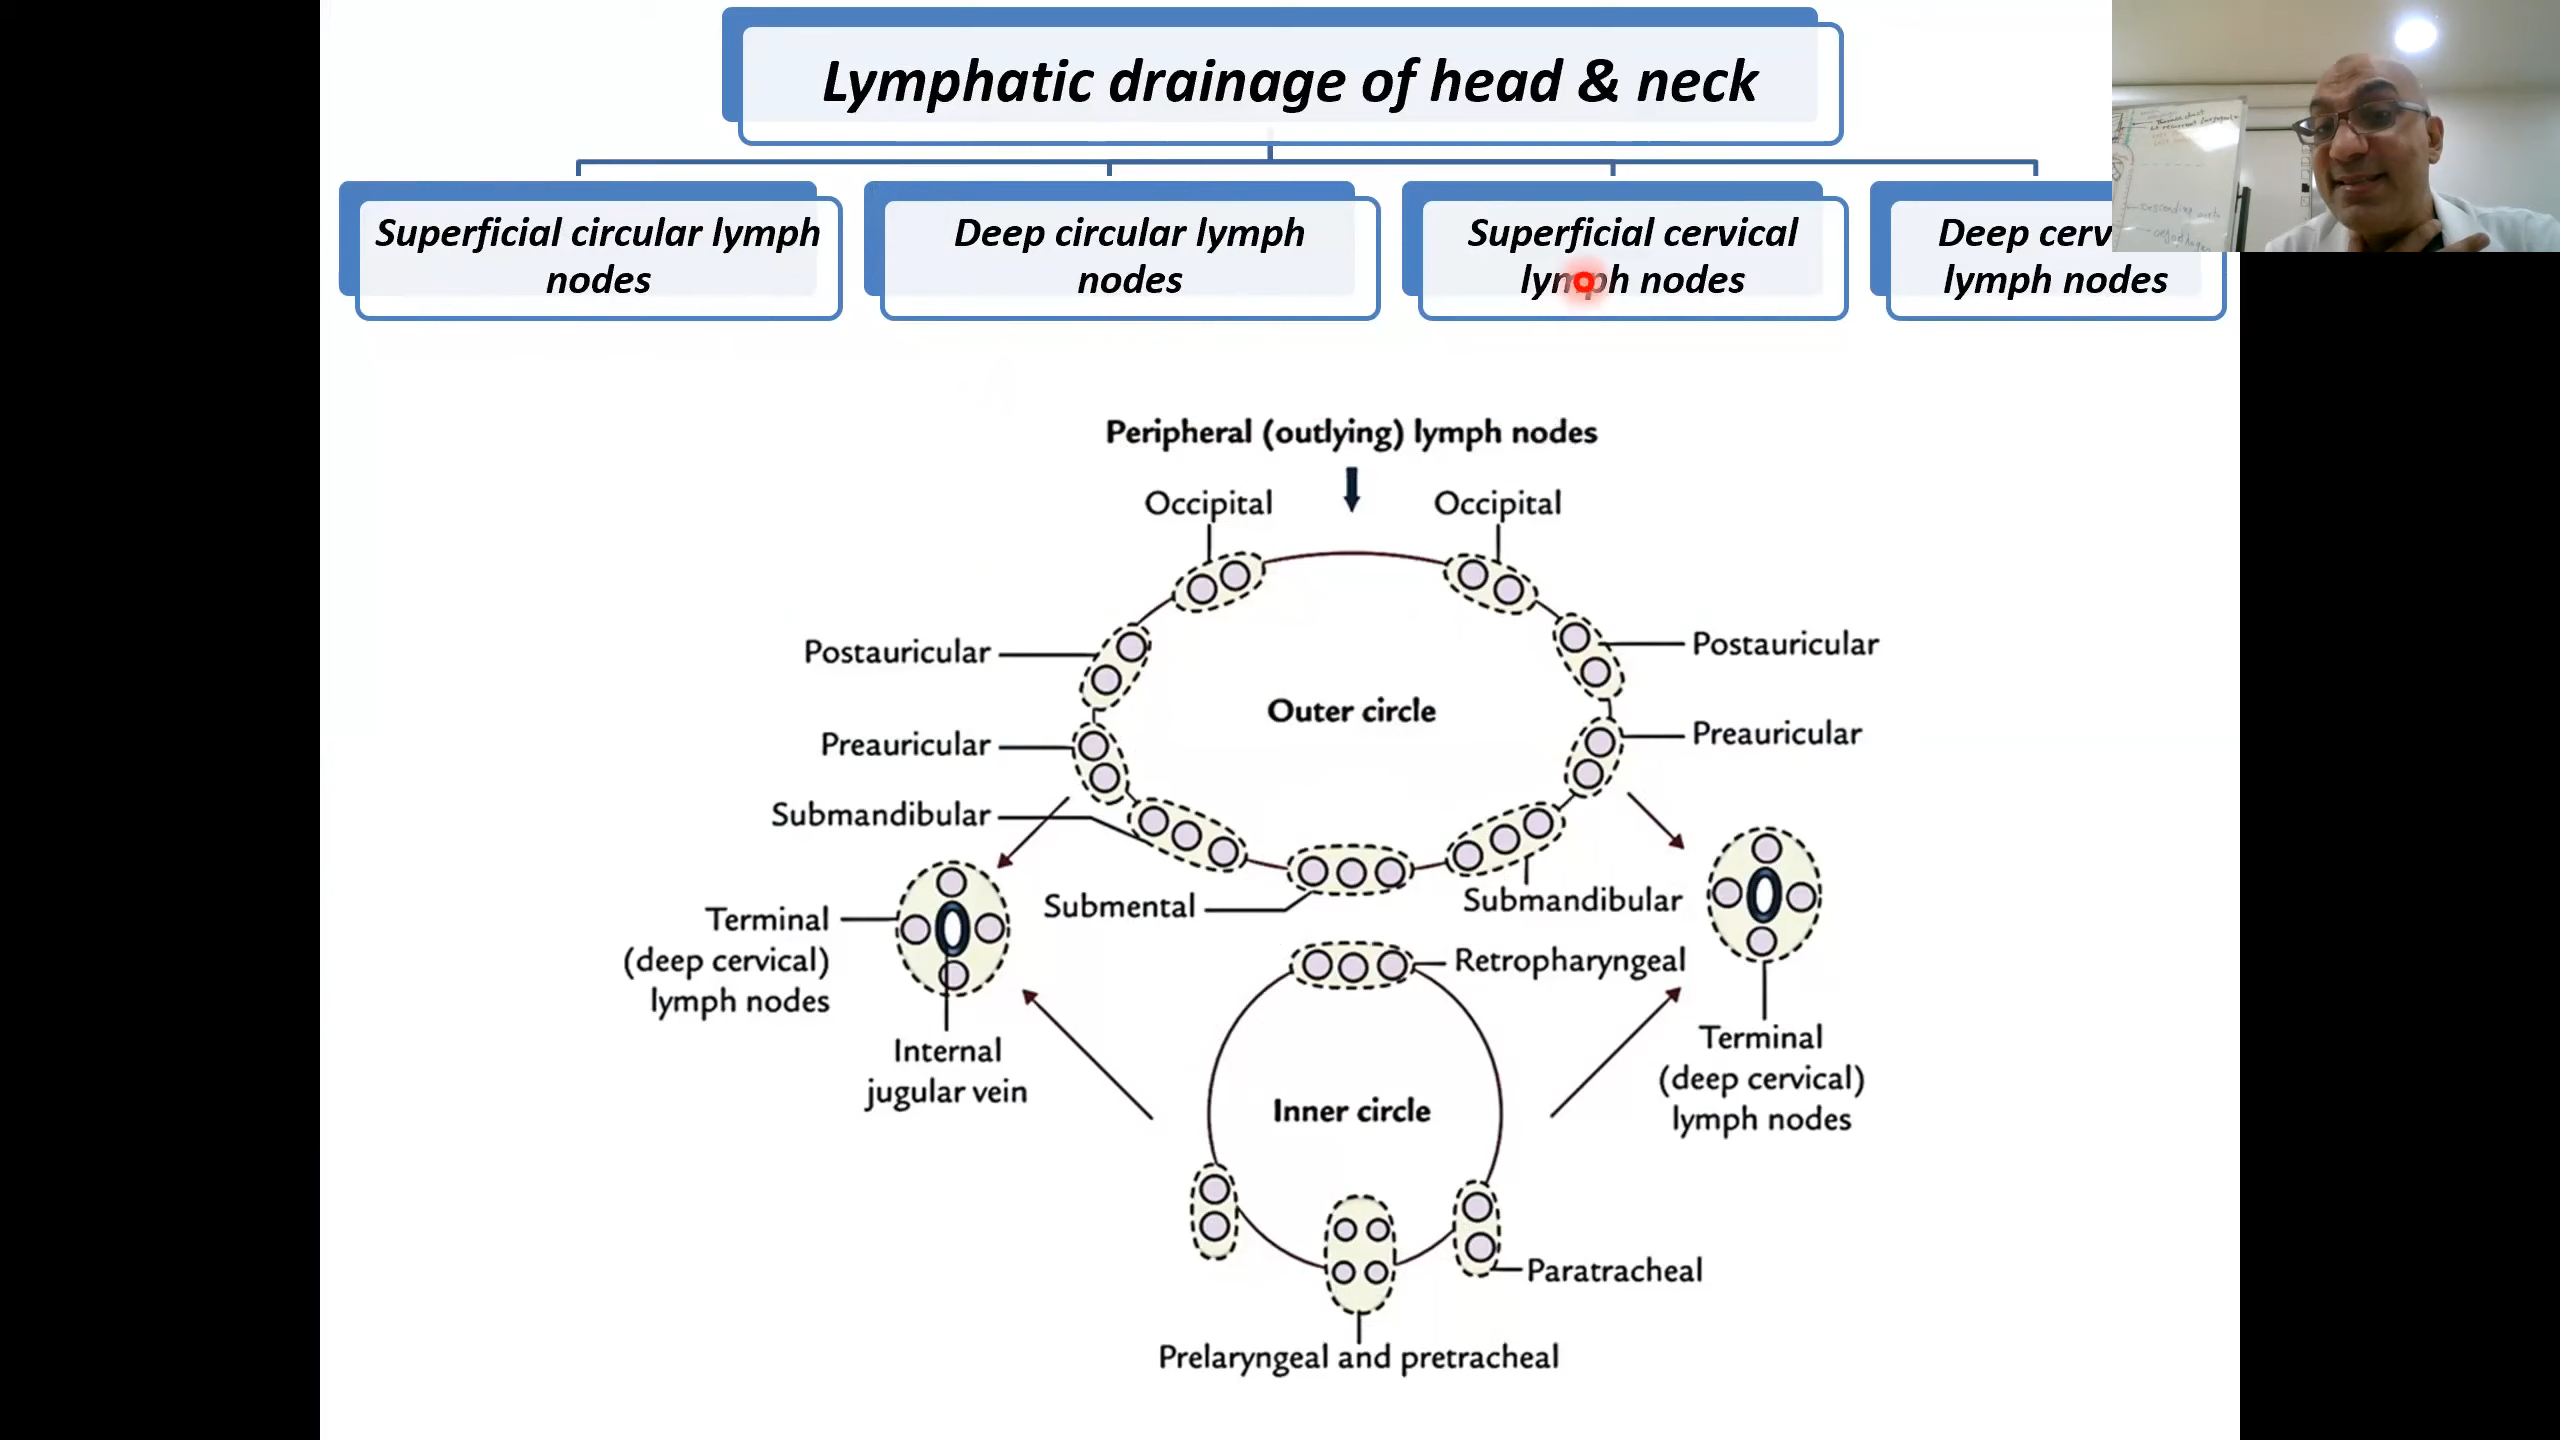 Lymphatic drainage of head & neck
Superficial circular lymph
nodes
Deep circular lymph
nodes
Superficial cervical
lymph nodes
Deep cerv
lymph nodes
Peripheral (outlying) lymph nodes
Occipital
Occipital
Postauricular
Postauricular
Outer circle
Preauricular
Preauricular
Submandibular
Submental
Submandibular
Terminal
(deep cervical)
lymph nodes
Retropharyngeal
Internal
jugular vein
Terminal
(deep cervical)
lymph nodes
Inner circle
Paratracheal
Prelaryngeal and pretracheal